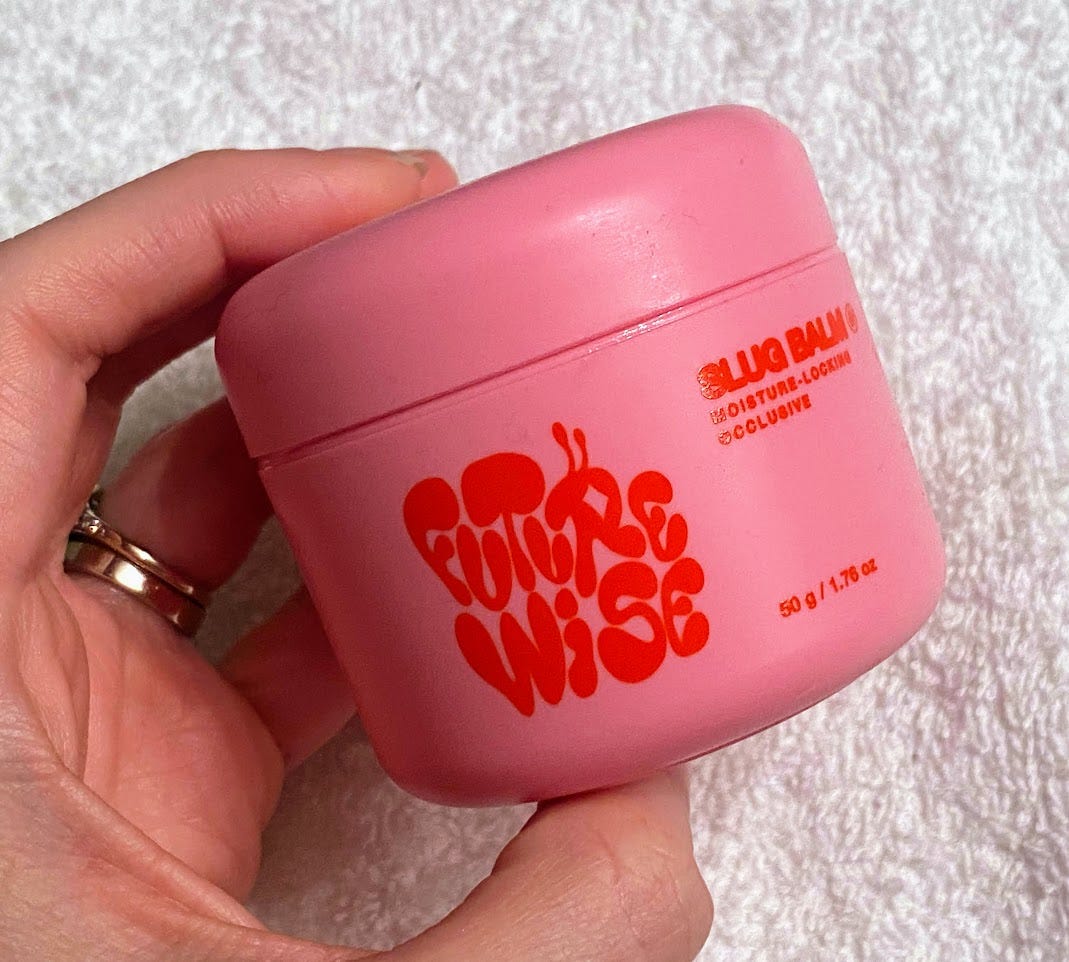 FUTURE
WISE
SLUG BALM
MOISTURE-LOCKING
OCCLUSIVE
50 g / 1.76 oz